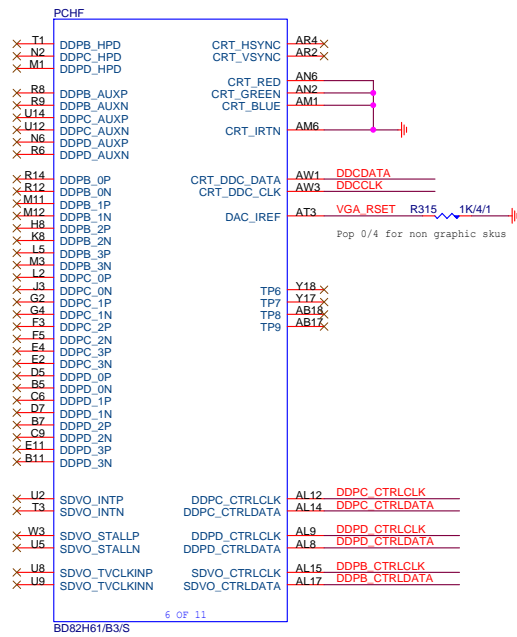 PCHF
T1 DDPB_HPD CRT_HSYNC AR4
N2 DDPC_HPD CRT_VSYNC AR2
M1 DDPD_HPD
CRT_RED AN6
R8 DDPB_AUXP CRT_GREEN AN2
R9 DDPB_AUXN CRT_BLUE AM1
U14 DDPC_AUXP
U12 DDPC_AUXN CRT_IRTN AM6
N6 DDPD_AUXP
R6 DDPD_AUXN
R14 DDPB_0P CRT_DDC_DATA AW1 DDCDATA
R12 DDPB_0N CRT_DDC_CLK AW3 DDCCLK
M11 DDPB_1P
M12 DDPB_1N DAC_IREF AT3 VGA_RSET R315 1K/4/1
H8 DDPB_2P
K8 DDPB_2N Pop 0/4 for non graphic skus
L5 DDPB_3P
M3 DDPB_3N
L2 DDPC_0P
J3 DDPC_0N TP6 Y18
G2 DDPC_1P TP7 Y17
G4 DDPC_1N TP8 AB18
F3 DDPC_2P TP9 AB17
F5 DDPC_2N
E4 DDPC_3P
E2 DDPC_3N
D5 DDPD_0P
B5 DDPD_0N
C6 DDPD_1P
D7 DDPD_1N
B7 DDPD_2P
C9 DDPD_2N
E11 DDPD_3P
B11 DDPD_3N
U2 SDVO_INTP DDPC_CTRLCLK AL12 DDPC_CTRLCLK
T3 SDVO_INTN DDPC_CTRLDATA AL14 DDPC_CTRLDATA
W3 SDVO_STALLP DDPD_CTRLCLK AL9 DDPD_CTRLCLK
U5 SDVO_STALLN DDPD_CTRLDATA AL8 DDPD_CTRLDATA
U8 SDVO_TVCLKINP SDVO_CTRLCLK AL15 DDPB_CTRLCLK
U9 SDVO_TVCLKINN SDVO_CTRLDATA AL17 DDPB_CTRLDATA
6 OF 11
BD82H61/B3/S